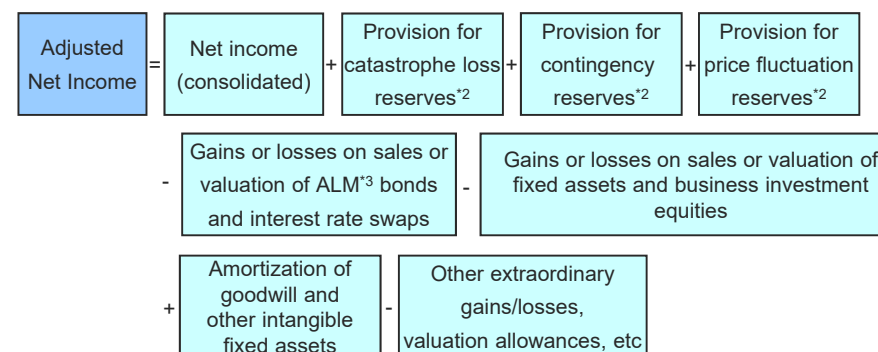 Adjusted Net Income = Net income (consolidated) + Provision for catastrophe loss reserves*2 + Provision for contingency reserves*2 + Provision for price fluctuation reserves*2
- Gains or losses on sales or valuation of ALM*3 bonds and interest rate swaps - Gains or losses on sales or valuation of fixed assets and business investment equities
+ Amortization of goodwill and other intangible fixed assets - Other extraordinary gains/losses, valuation allowances, etc